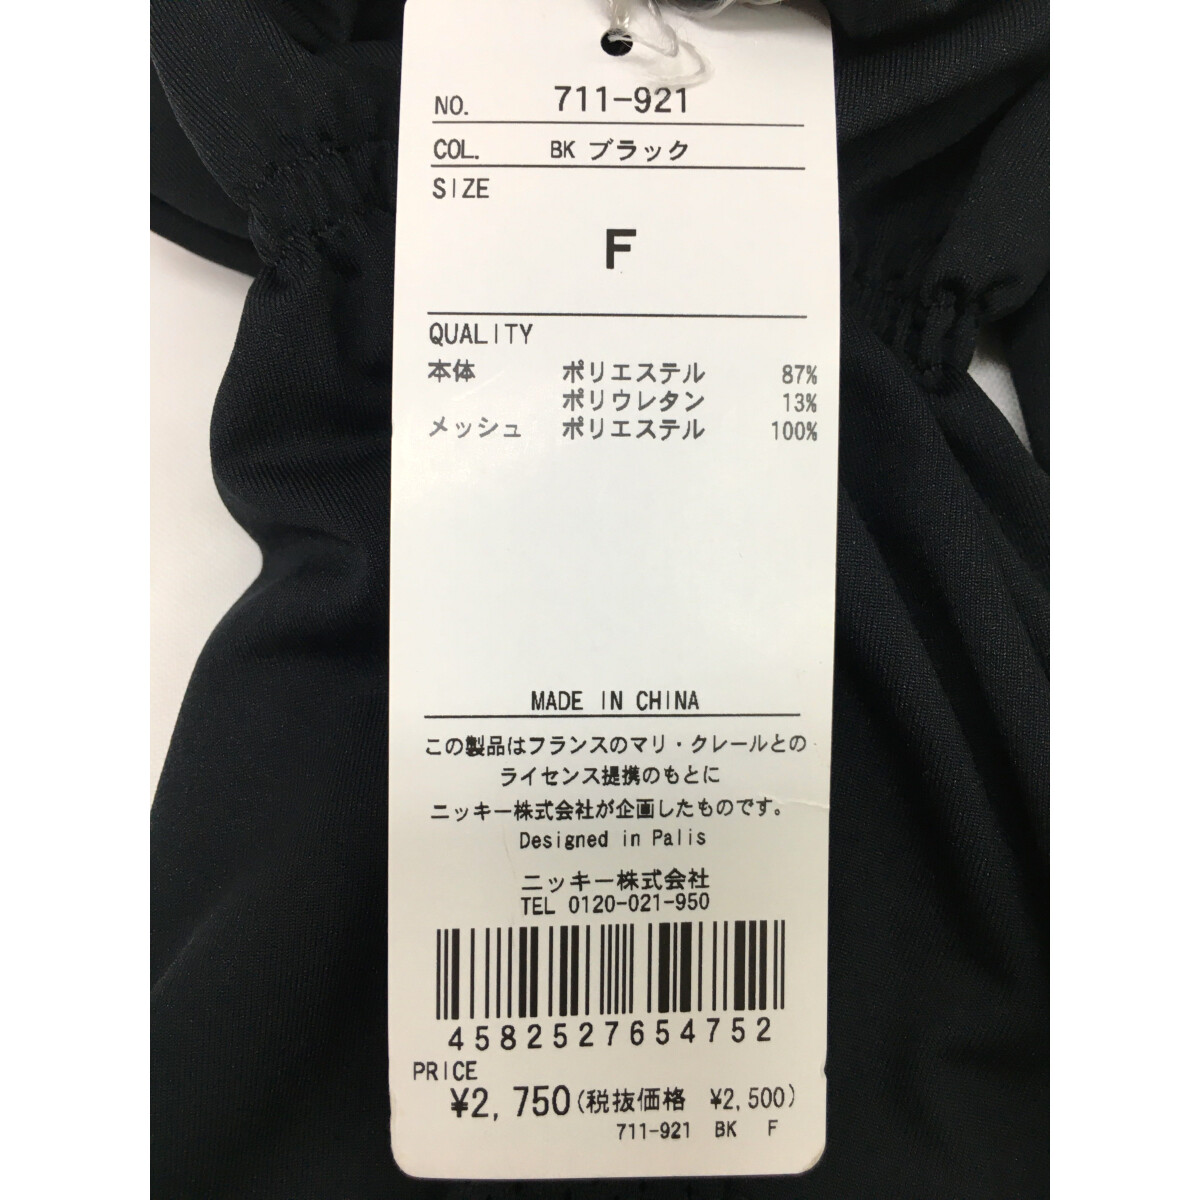 NO. 711-921
COL. BK ブラック
SIZE
F
QUALITY
本体 ポリエステル 87%
ポリウレタン 13%
メッシュ ポリエステル 100%
MADE IN CHINA
この製品はフランスのマリ・クレールとの
ライセンス提携のもとに
ニッキー株式会社が企画したものです。
Designed in Palis
ニッキー株式会社
TEL 0120-021-950
4582527654752
PRICE
¥2,750(税抜価格 ¥2,500)
711-921 BK F